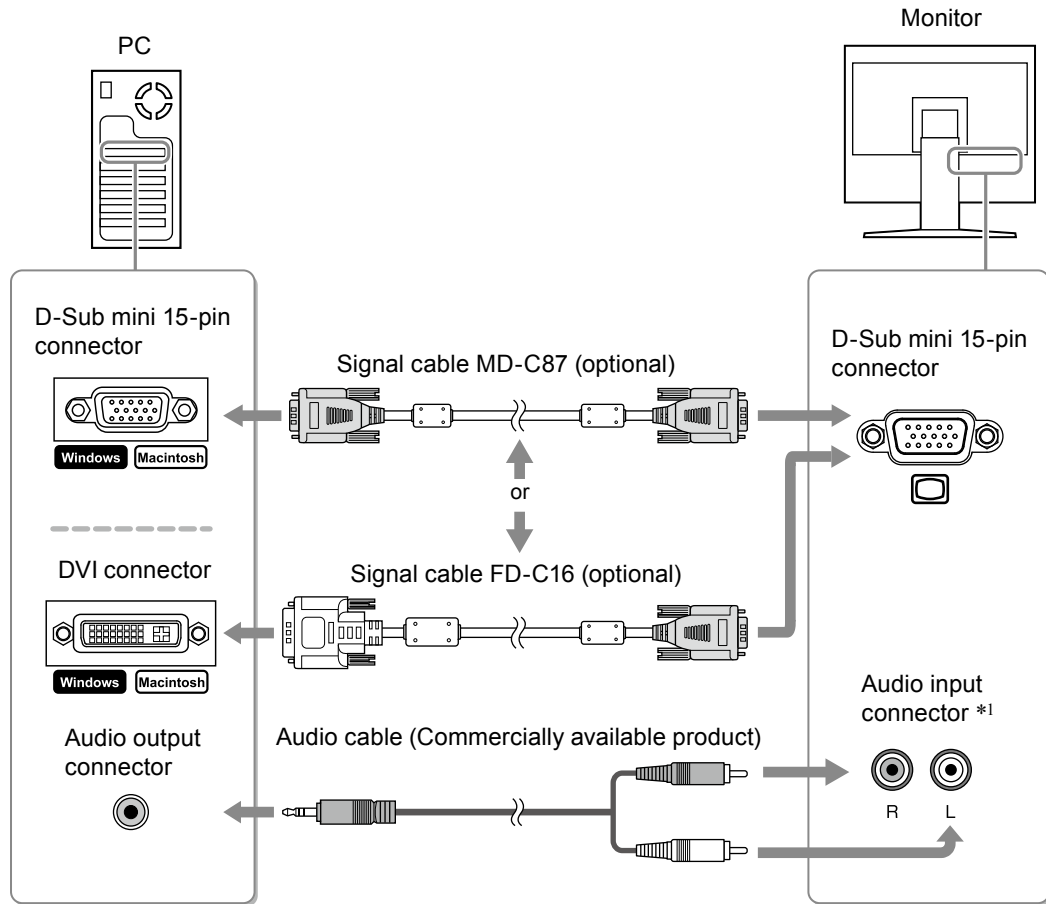 PC
Monitor
D-Sub mini 15-pin
connector
Windows Macintosh
Signal cable MD-C87 (optional)
or
D-Sub mini 15-pin
connector
DVI connector
Windows Macintosh
Signal cable FD-C16 (optional)
Audio output
connector
Audio cable (Commercially available product)
Audio input
connector *1
R L